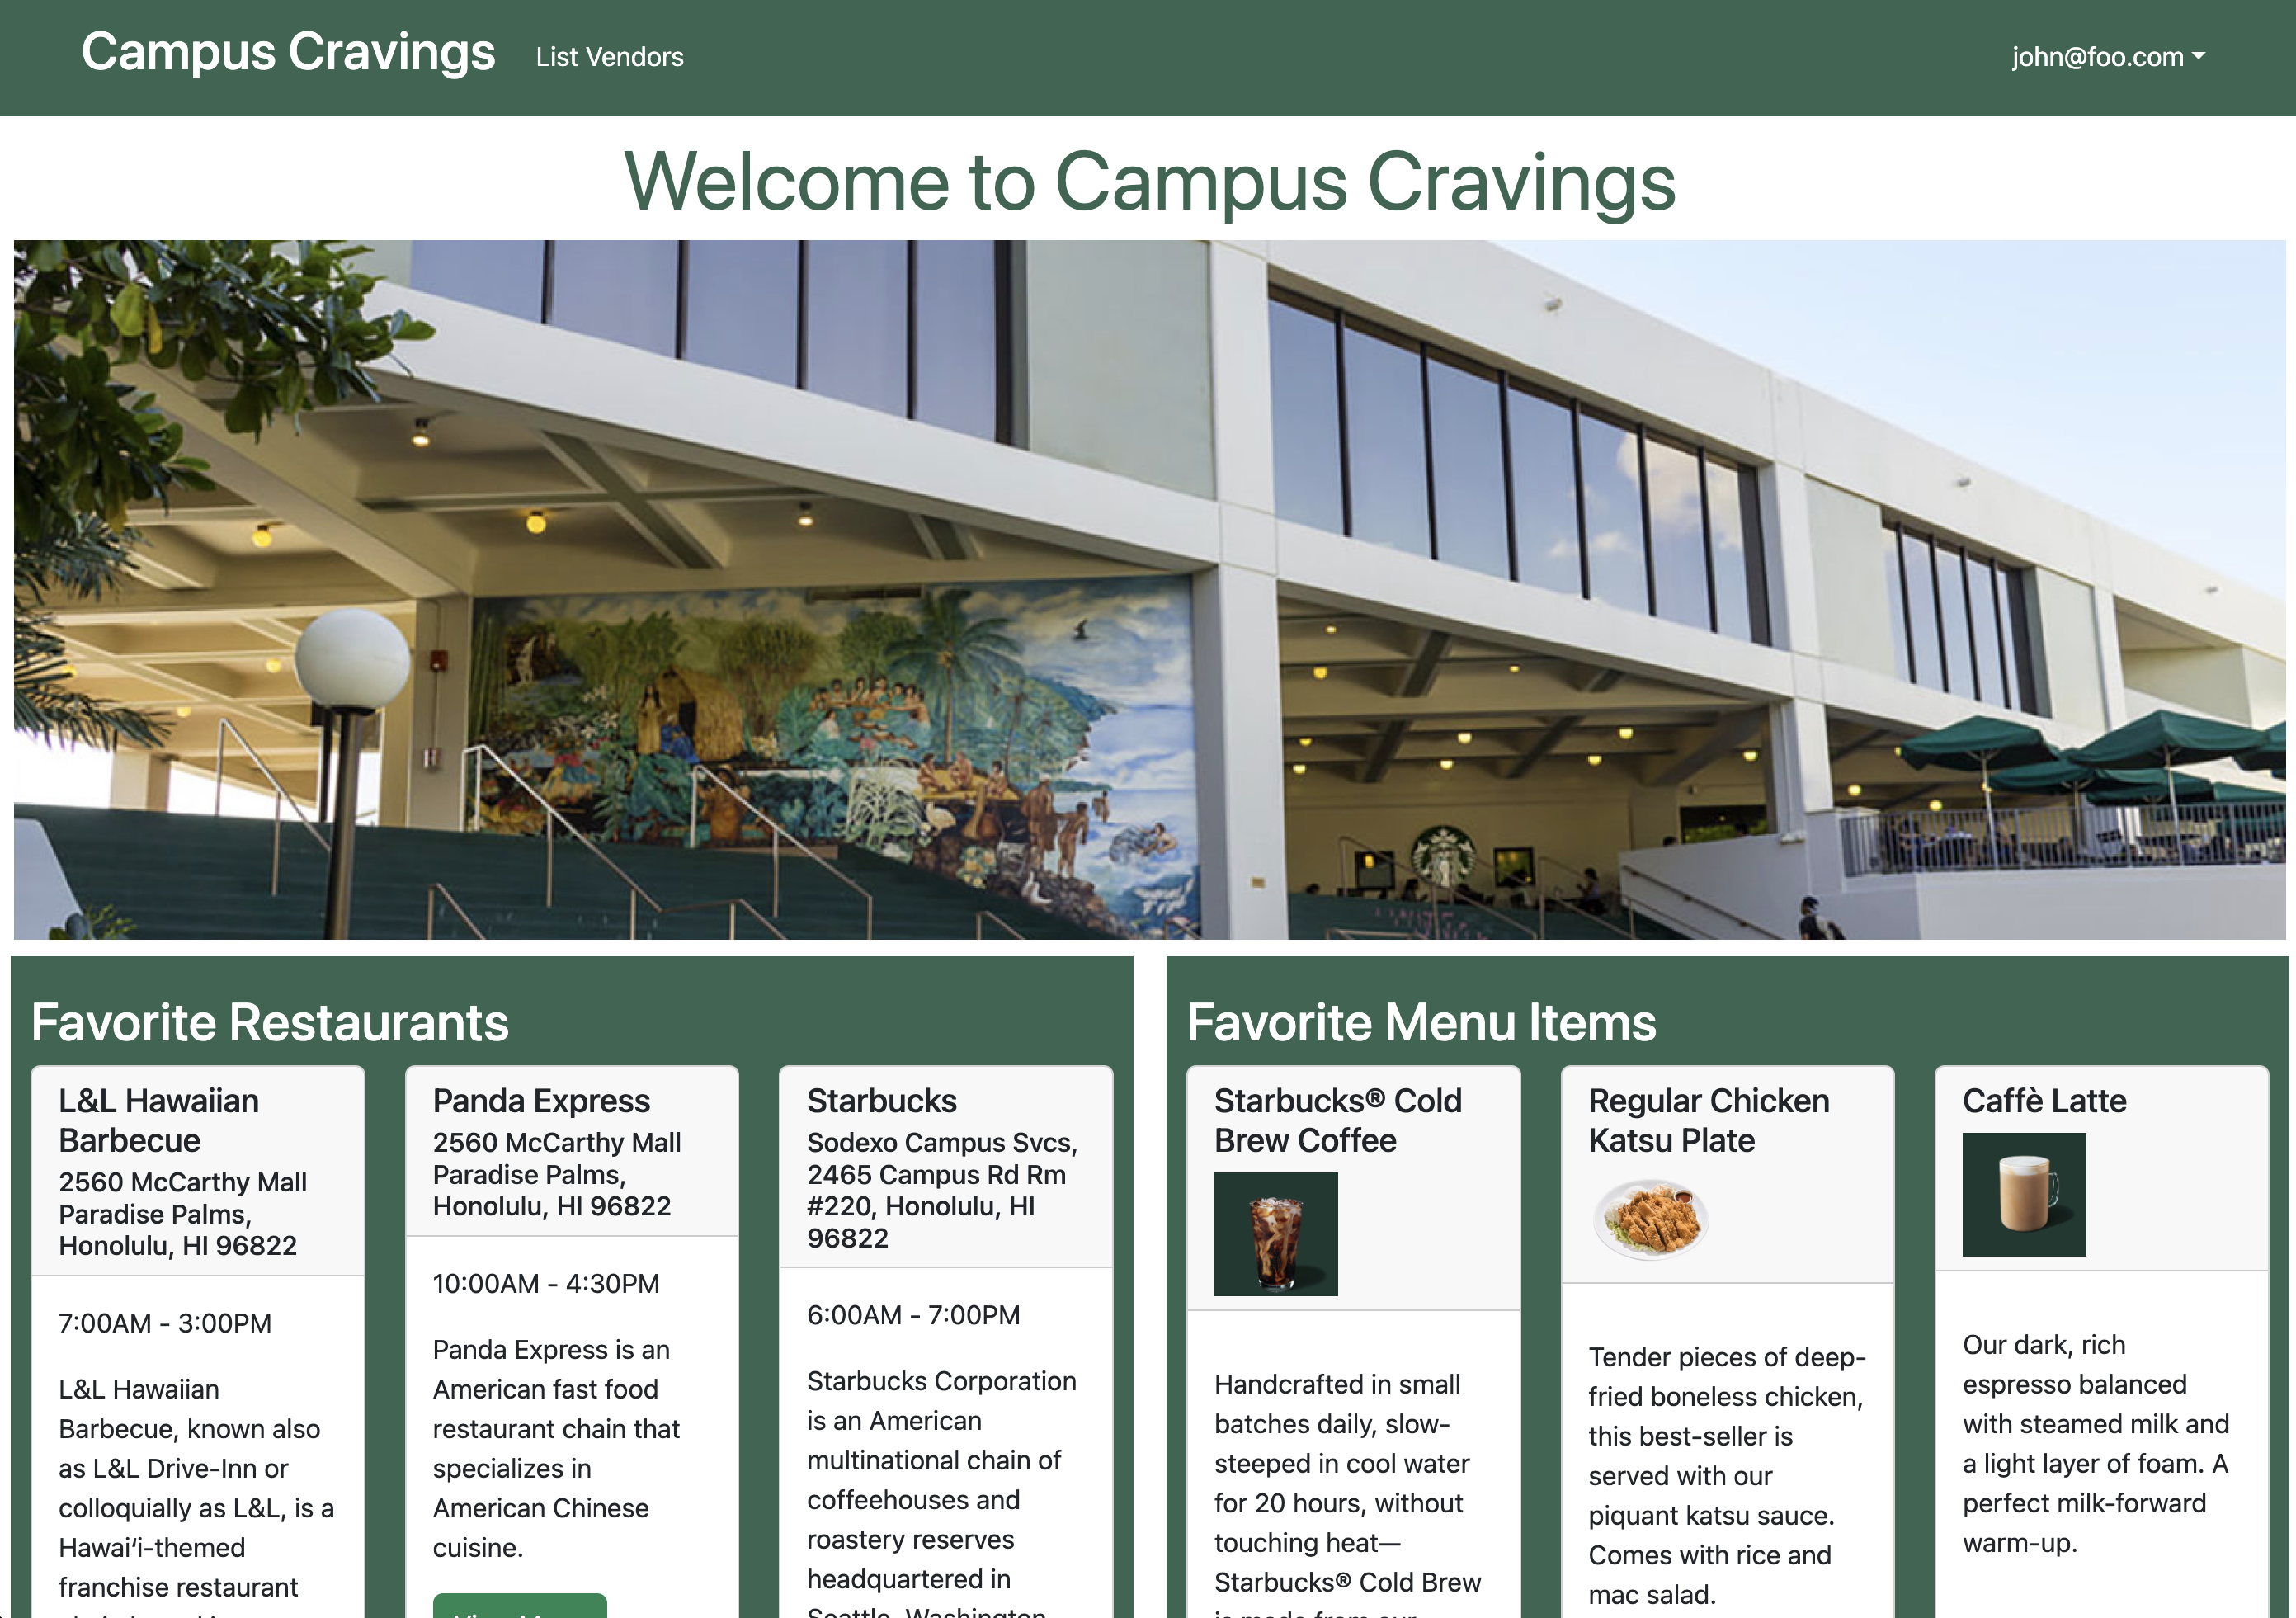 Campus Cravings
List Vendors
john@foo.com
Welcome to Campus Cravings
Favorite Restaurants
L&L Hawaiian
Barbecue
2560 McCarthy Mall
Paradise Palms,
Honolulu, HI 96822
7:00AM - 3:00PM
L&L Hawaiian
Barbecue, known also
as L&L Drive-Inn or
colloquially as L&L, is a
Hawaiʻi-themed
franchise restaurant
Panda Express
2560 McCarthy Mall
Paradise Palms,
Honolulu, HI 96822
10:00AM - 4:30PM
Panda Express is an
American fast food
restaurant chain that
specializes in
American Chinese
cuisine.
Starbucks
Sodexo Campus Svcs,
2465 Campus Rd Rm
#220, Honolulu, HI
96822
6:00AM - 7:00PM
Starbucks Corporation
is an American
multinational chain of
coffeehouses and
roastery reserves
headquartered in
Seattle, Washington
Favorite Menu Items
Starbucks® Cold
Brew Coffee
Handcrafted in small
batches daily, slow-
steeped in cool water
for 20 hours, without
touching heat—
Starbucks® Cold Brew
is made from our
Regular Chicken
Katsu Plate
Tender pieces of deep-
fried boneless chicken,
this best-seller is
served with our
piquant katsu sauce.
Comes with rice and
mac salad.
Caffè Latte
Our dark, rich
espresso balanced
with steamed milk and
a light layer of foam. A
perfect milk-forward
warm-up.